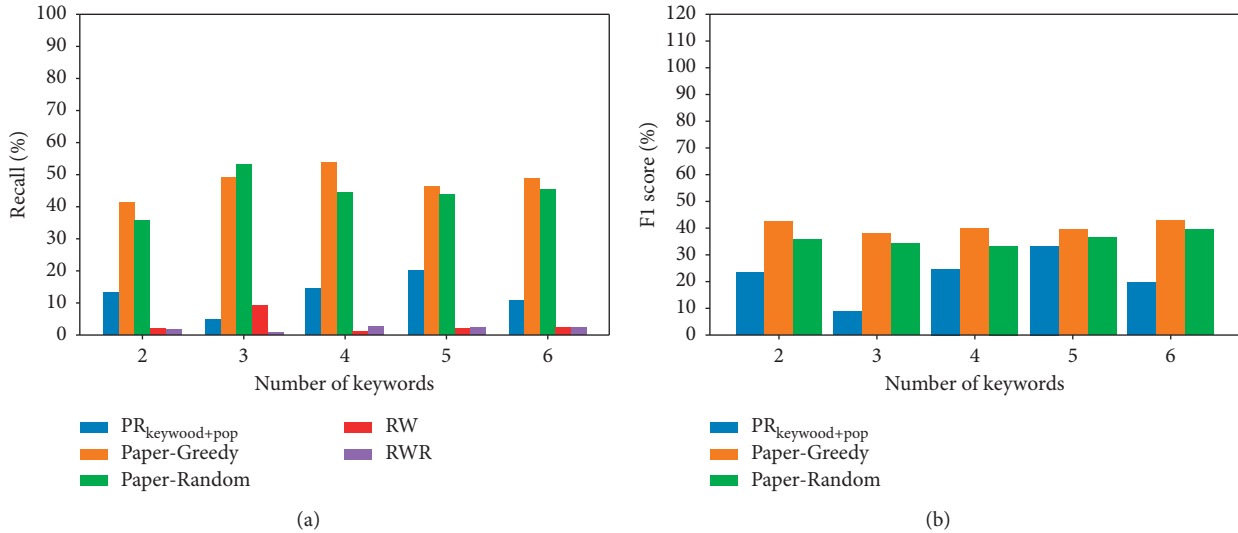 100
90
80
70
60
50
40
30
20
10
0
Recall (%)
2 3 4 5 6
Number of keywords
PRkeywood+pop
Paper-Greedy
Paper-Random
RW
RWR
(a)
120
110
100
90
80
70
60
50
40
30
20
10
0
F1 score (%)
2 3 4 5 6
Number of keywords
PRkeywood+pop
Paper-Greedy
Paper-Random
(b)